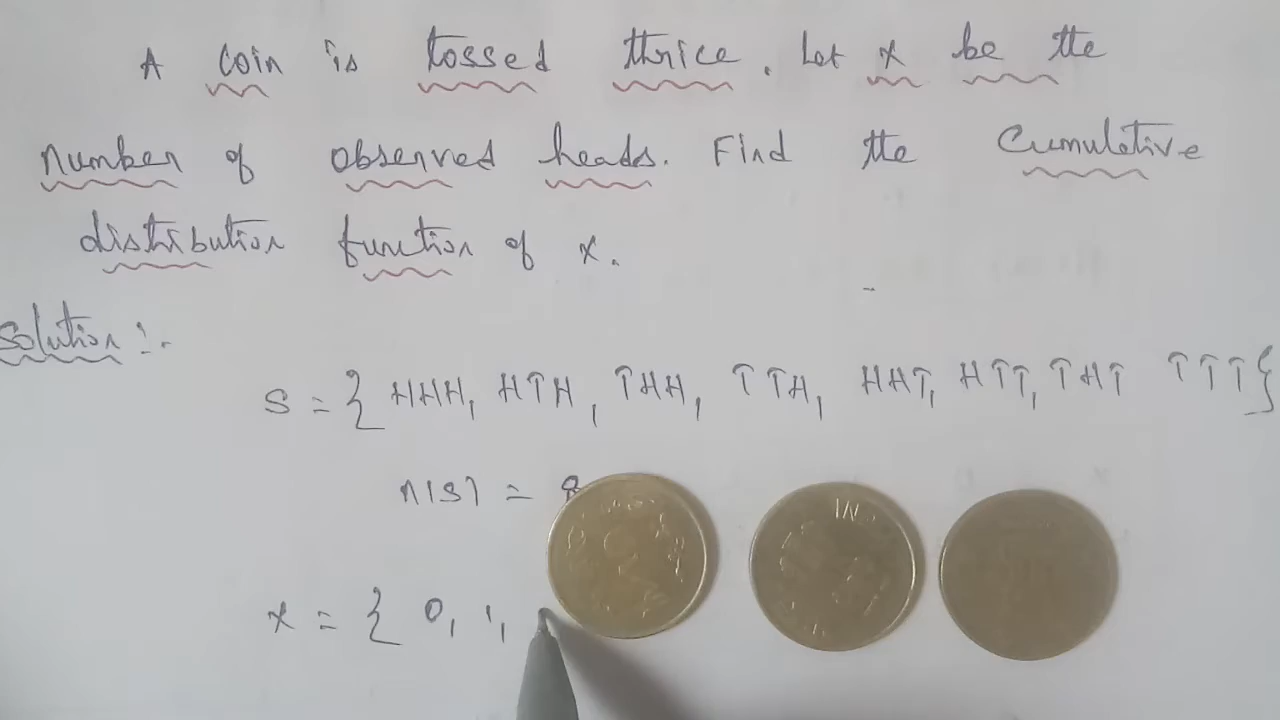 A coin is tossed thrice. Let x be the
number of observed heads. Find the Cumulative
distribution function of x.
Solution:-
S = { HHH, HTH, THH, TTH, HHT, HTT, THT TTT}
n(S) = 8
x = { 0, 1,
IN